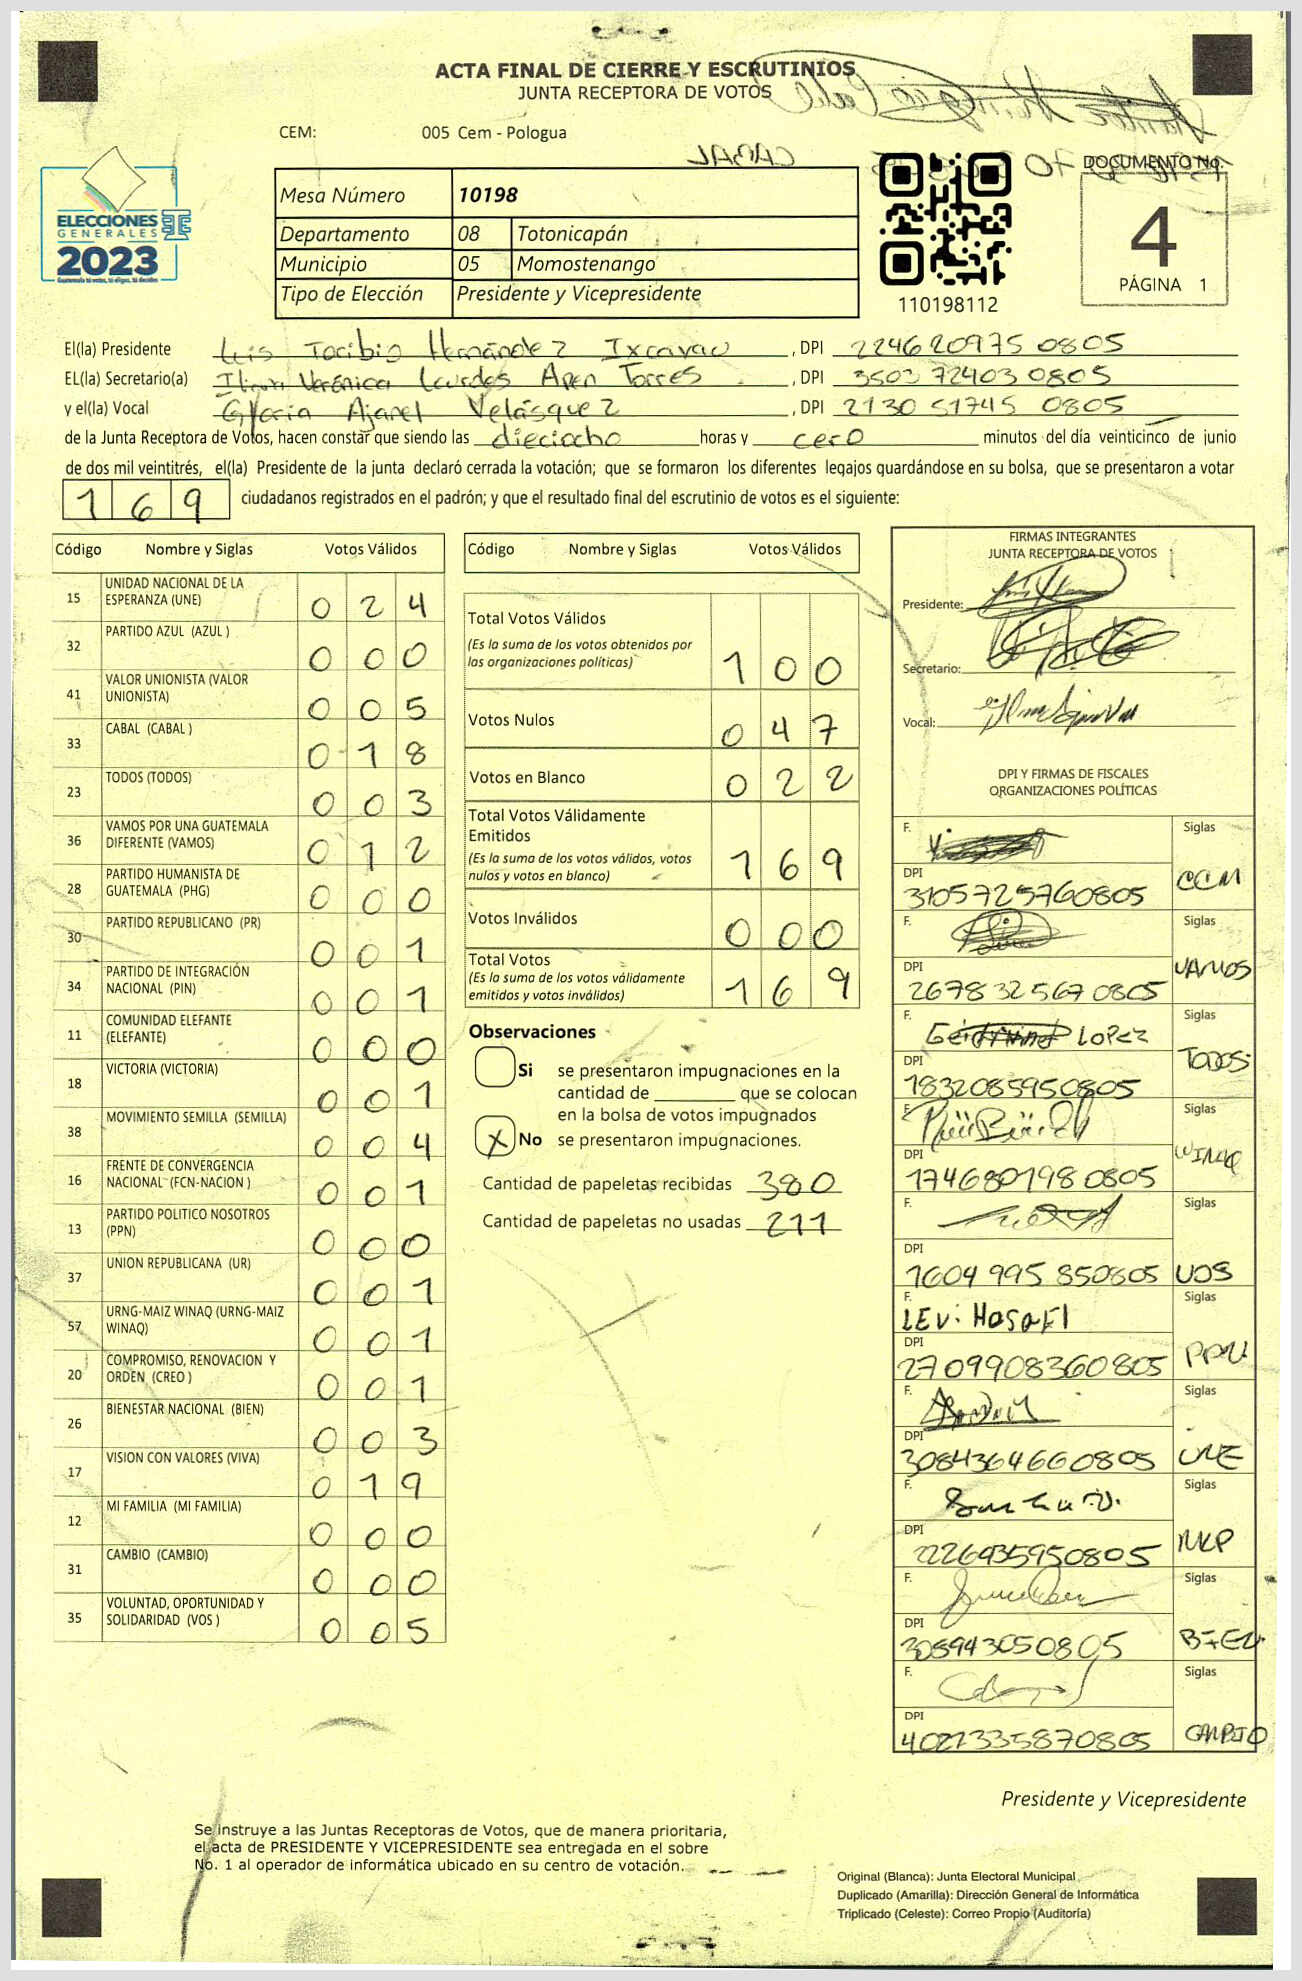 ACTA FINAL DE CIERRE Y ESCRUTINIOS
JUNTA RECEPTORA DE VOTOS
CEM: 005 Cem - Pologua
CABAL
ELECCIONES
GENERALES
2023
Mesa Número 10198
Departamento 08 Totonicapán
Municipio 05 Momostenango
Tipo de Elección Presidente y Vicepresidente
110198112
DOCUMENTO No.
4
PÁGINA 1
El(la) Presidente Luis Toribio Hernández Ixcayau, DPI 224620975 0805
EL(la) Secretario(a) Verónica Lourdes Apen Torres, DPI 3503 72403 0805
y el(la) Vocal Gloria Ajanel Velásquez, DPI 2130 51745 0805
de la Junta Receptora de Votos, hacen constar que siendo las dieciocho horas y cero minutos del día veinticinco de junio
de dos mil veintitrés, el(la) Presidente de la junta declaró cerrada la votación; que se formaron los diferentes legajos guardándose en su bolsa, que se presentaron a votar
169 ciudadanos registrados en el padrón; y que el resultado final del escrutinio de votos es el siguiente:
Código Nombre y Siglas Votos Válidos
15 UNIDAD NACIONAL DE LA ESPERANZA (UNE) 0 2 4
32 PARTIDO AZUL (AZUL ) 0 0 0
41 VALOR UNIONISTA (VALOR UNIONISTA) 0 0 5
33 CABAL (CABAL ) 0 1 8
23 TODOS (TODOS) 0 0 3
36 VAMOS POR UNA GUATEMALA DIFERENTE (VAMOS) 0 1 2
28 PARTIDO HUMANISTA DE GUATEMALA (PHG) 0 0 0
30 PARTIDO REPUBLICANO (PR) 0 0 1
34 PARTIDO DE INTEGRACIÓN NACIONAL (PIN) 0 0 1
11 COMUNIDAD ELEFANTE (ELEFANTE) 0 0 0
18 VICTORIA (VICTORIA) 0 0 1
38 MOVIMIENTO SEMILLA (SEMILLA) 0 0 4
16 FRENTE DE CONVERGENCIA NACIONAL (FCN-NACION ) 0 0 1
13 PARTIDO POLITICO NOSOTROS (PPN) 0 0 0
37 UNION REPUBLICANA (UR) 0 0 1
57 URNG-MAIZ WINAQ (URNG-MAIZ WINAQ) 0 0 1
20 COMPROMISO, RENOVACION Y ORDEN (CREO ) 0 0 1
26 BIENESTAR NACIONAL (BIEN) 0 0 3
17 VISION CON VALORES (VIVA) 0 1 9
12 MI FAMILIA (MI FAMILIA) 0 0 0
31 CAMBIO (CAMBIO) 0 0 0
35 VOLUNTAD, OPORTUNIDAD Y SOLIDARIDAD (VOS ) 0 0 5
Código Nombre y Siglas Votos Válidos
Total Votos Válidos
(Es la suma de los votos obtenidos por
las organizaciones políticas) 1 0 0
Votos Nulos 0 4 7
Votos en Blanco 0 2 2
Total Votos Válidamente
Emitidos
(Es la suma de los votos válidos, votos
nulos y votos en blanco) 1 6 9
Votos Inválidos 0 0 0
Total Votos
(Es la suma de los votos válidamente
emitidos y votos inválidos) 1 6 9
Observaciones
Si se presentaron impugnaciones en la
cantidad de ________ que se colocan
en la bolsa de votos impugnados
X No se presentaron impugnaciones.
Cantidad de papeletas recibidas 380
Cantidad de papeletas no usadas 211
FIRMAS INTEGRANTES
JUNTA RECEPTORA DE VOTOS
Presidente:
Secretario:
Vocal:
DPI Y FIRMAS DE FISCALES
ORGANIZACIONES POLÍTICAS
F. Siglas
DPI 3105725760805 CCM
F. Siglas
DPI 2678 32567 0805 VAMOS
F. LOPEZ Siglas
DPI 1832085950805 TODOS
F. Siglas
DPI 1746801980805 WINAQ
F. Siglas
DPI 1604 995 850805 VOS
F. Siglas
DPI 2709908360805 PPN
F. Siglas
DPI 3084364660805 UNE
F. Siglas
DPI 2226935950805 MLP
F. Siglas
DPI 308943050805 BIEN
F. Siglas
DPI 4021335870805 CAMBIO
Presidente y Vicepresidente
Se instruye a las Juntas Receptoras de Votos, que de manera prioritaria,
el acta de PRESIDENTE Y VICEPRESIDENTE sea entregada en el sobre
No. 1 al operador de informática ubicado en su centro de votación.
Original (Blanca): Junta Electoral Municipal
Duplicado (Amarilla): Dirección General de Informática
Triplicado (Celeste): Correo Propio (Auditoría)